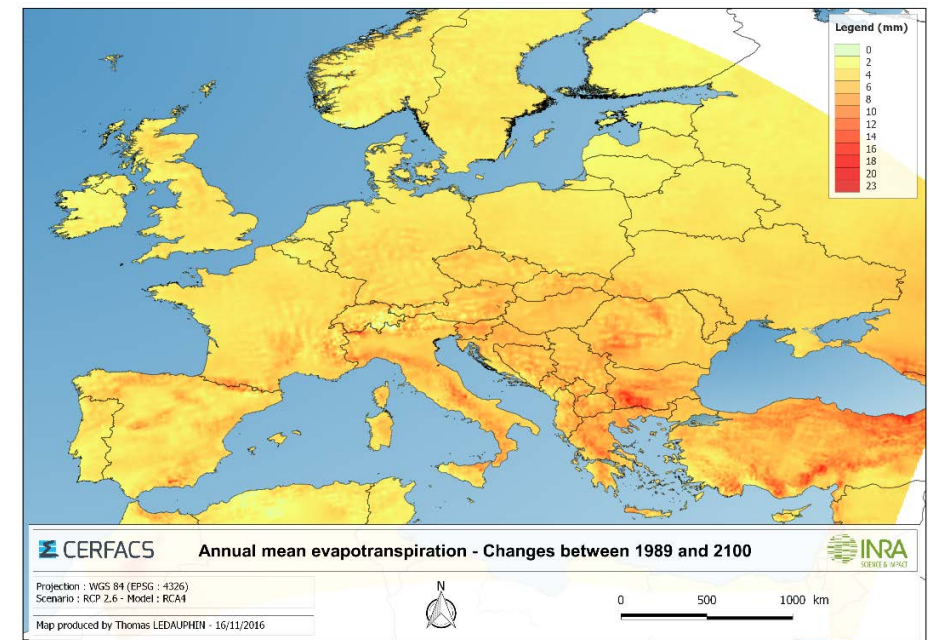 Legend (mm)
0
2
4
6
8
10
12
14
16
18
20
23
CERFACS
Annual mean evapotranspiration - Changes between 1989 and 2100
INRA
SCIENCE & IMPACT
Projection : WGS 84 (EPSG : 4326)
Scenario : RCP 2.6 - Model : RCA4
Map produced by Thomas LEDAUPHIN - 16/11/2016
N
0 500 1000 km